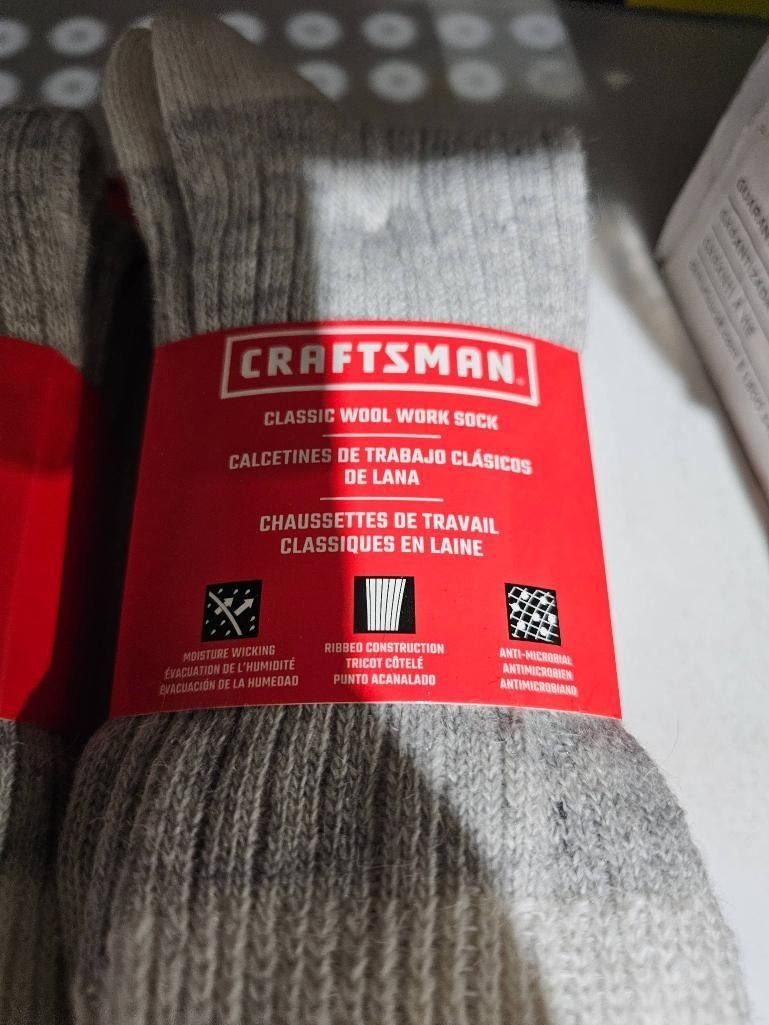 CRAFTSMAN
CLASSIC WOOL WORK SOCK
CALCETINES DE TRABAJO CLÁSICOS
DE LANA
CHAUSSETTES DE TRAVAIL
CLASSIQUES EN LAINE
MOISTURE WICKING
ÉVACUATION DE L'HUMIDITÉ
EVACUACIÓN DE LA HUMEDAD
RIBBED CONSTRUCTION
TRICOT CÔTELÉ
PUNTO ACANALADO
ANTI-MICROBIAL
ANTIMICROBIEN
ANTIMICROBIANO